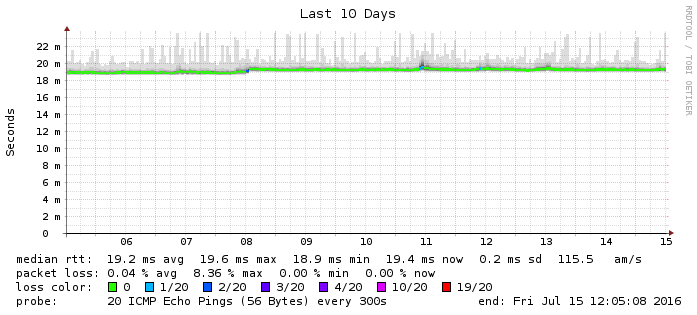 Last 10 Days
RRDTOOL / TOBI OETIKER
Seconds
22 m
20 m
18 m
16 m
14 m
12 m
10 m
8 m
6 m
4 m
2 m
0
06 07 08 09 10 11 12 13 14 15
median rtt: 19.2 ms avg 19.6 ms max 18.9 ms min 19.4 ms now 0.2 ms sd 115.5 am/s
packet loss: 0.04 % avg 8.36 % max 0.00 % min 0.00 % now
loss color: 0 1/20 2/20 3/20 4/20 10/20 19/20
probe: 20 ICMP Echo Pings (56 Bytes) every 300s end: Fri Jul 15 12:05:08 2016